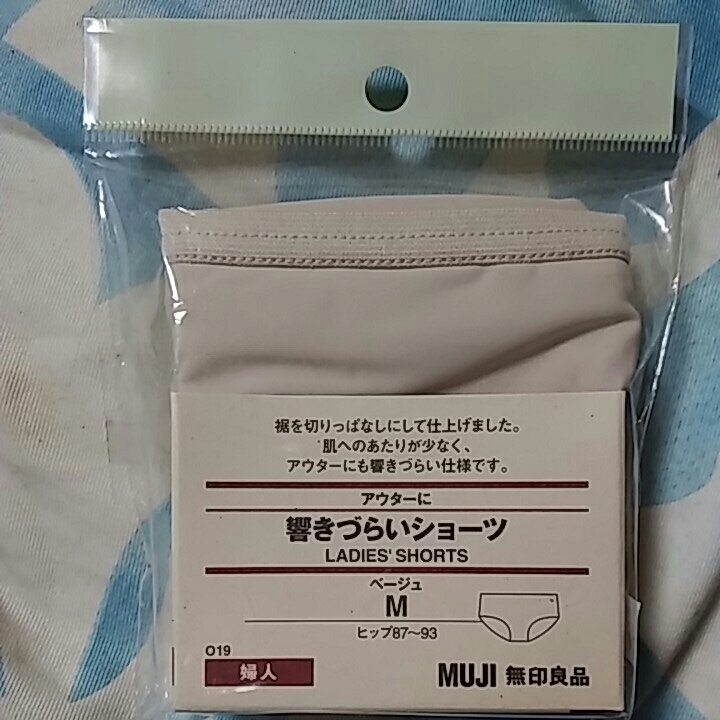 裾を切りっぱなしにして仕上げました。
肌へのあたりが少なく、
アウターにも響きづらい仕様です。
アウターに
響きづらいショーツ
LADIES' SHORTS
ベージュ
M
ヒップ87〜93
O19
婦人
MUJI 無印良品